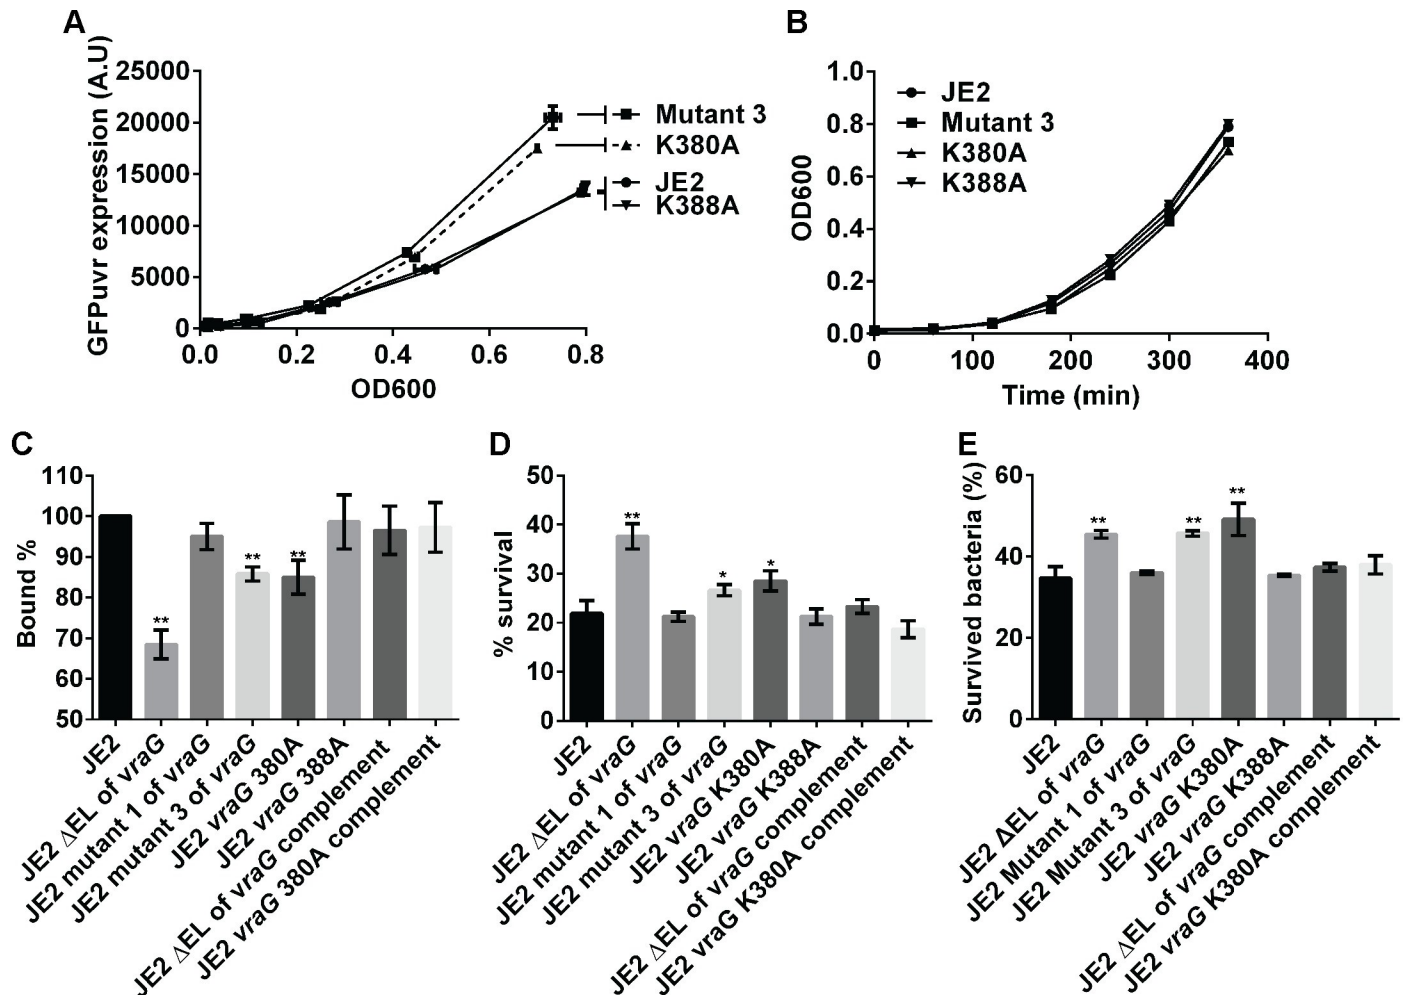 A
GFPuvr expression (A.U)
25000
20000
15000
10000
5000
0
0.0 0.2 0.4 0.6 0.8
OD600
Mutant 3
K380A
JE2
K388A
B
OD600
1.0
0.8
0.6
0.4
0.2
0.0
0 100 200 300 400
Time (min)
JE2
Mutant 3
K380A
K388A
C
Bound %
110
100
90
80
70
60
50
**
**
**
JE2
JE2 ΔEL of vraG
JE2 mutant 1 of vraG
JE2 mutant 3 of vraG
JE2 vraG 380A
JE2 vraG 388A
JE2 ΔEL of vraG complement
JE2 vraG 380A complement
D
% survival
50
40
30
20
10
0
**
*
*
JE2
JE2 ΔEL of vraG
JE2 mutant 1 of vraG
JE2 mutant 3 of vraG
JE2 vraG K380A
JE2 vraG K388A
JE2 ΔEL of vraG complement
JE2 vraG K380A complement
E
Survived bacteria (%)
60
40
20
0
**
**
**
JE2
JE2 ΔEL of vraG
JE2 Mutant 1 of vraG
JE2 Mutant 3 of vraG
JE2 vraG K380A
JE2 vraG K388A
JE2 ΔEL of vraG complement
JE2 vraG K380A complement